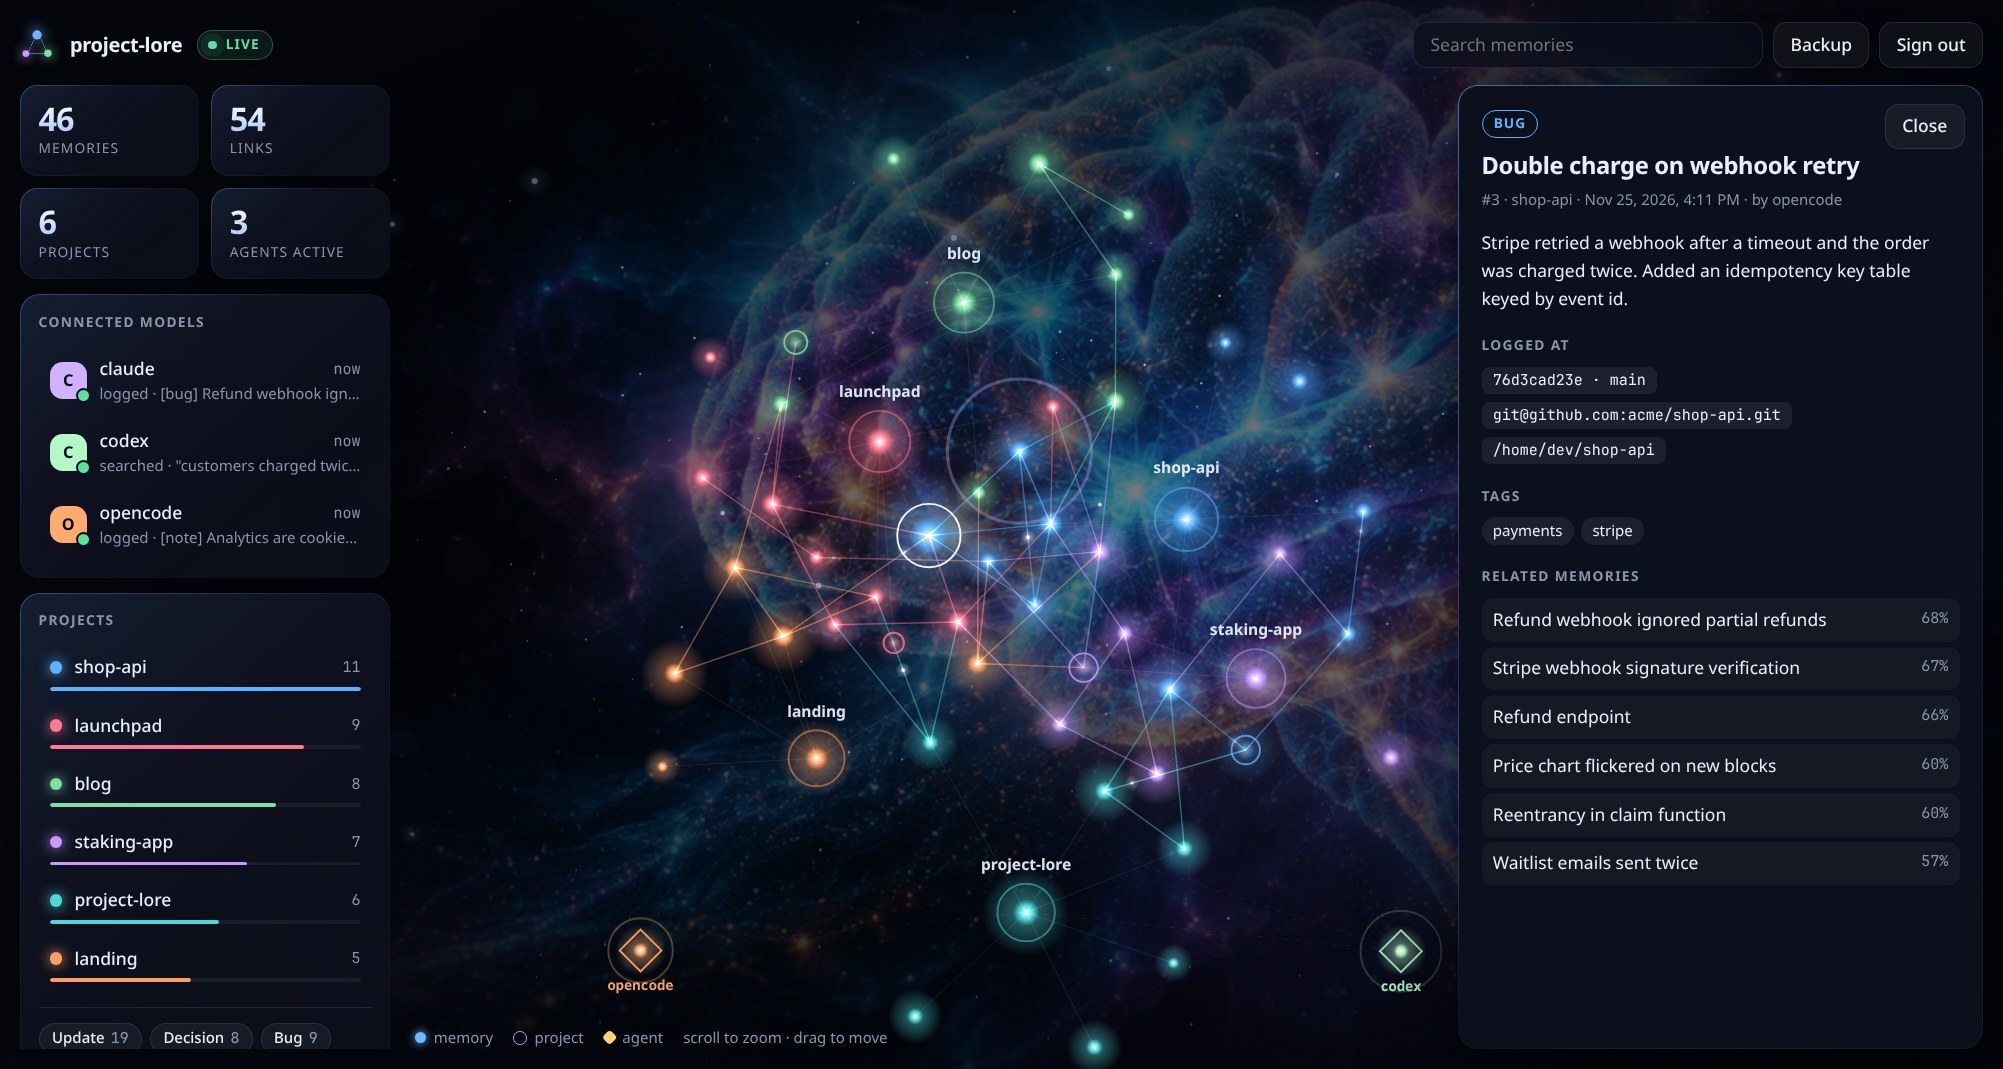 project-lore
LIVE
Search memories
Backup
Sign out
46
MEMORIES
54
LINKS
6
PROJECTS
3
AGENTS ACTIVE
CONNECTED MODELS
C
claude
now
logged · [bug] Refund webhook ign...
C
codex
now
searched · "customers charged twic...
O
opencode
now
logged · [note] Analytics are cookie...
PROJECTS
shop-api 11
launchpad 9
blog 8
staking-app 7
project-lore 6
landing 5
Update 19
Decision 8
Bug 9
blog
launchpad
shop-api
staking-app
landing
project-lore
opencode
codex
memory
project
agent
scroll to zoom · drag to move
BUG
Close
Double charge on webhook retry
#3 · shop-api · Nov 25, 2026, 4:11 PM · by opencode
Stripe retried a webhook after a timeout and the order
was charged twice. Added an idempotency key table
keyed by event id.
LOGGED AT
76d3cad23e · main
git@github.com:acme/shop-api.git
/home/dev/shop-api
TAGS
payments
stripe
RELATED MEMORIES
Refund webhook ignored partial refunds 68%
Stripe webhook signature verification 67%
Refund endpoint 66%
Price chart flickered on new blocks 60%
Reentrancy in claim function 60%
Waitlist emails sent twice 57%